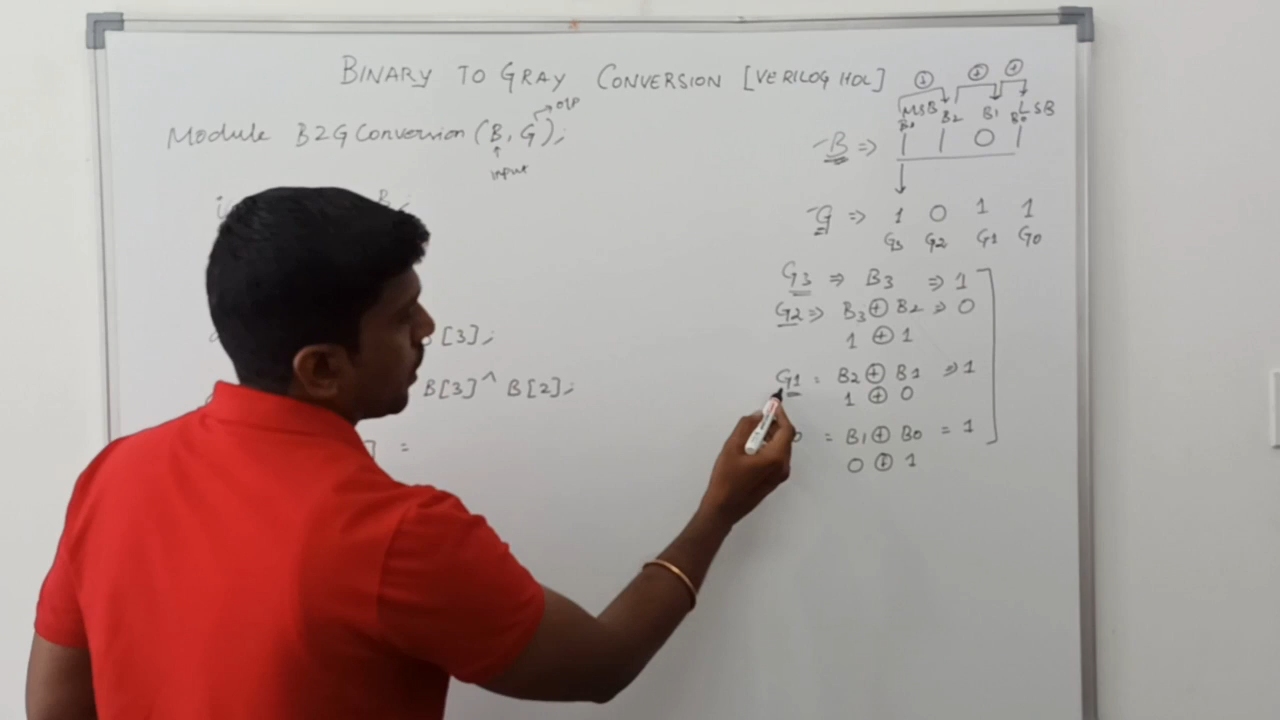 BINARY TO GRAY CONVERSION [VERILOG HDL]
Module B2G Conversion (B, G);
O/P
input
B;
[3];
B[3] ^ B[2];
] =
⊕ ⊕ ⊕
MSB LSB
B3 B2 B1 B0
B ⇒ 1 1 0 1
G ⇒ 1 0 1 1
G3 G2 G1 G0
G3 ⇒ B3 ⇒ 1
G2 ⇒ B3 ⊕ B2 ⇒ 0
1 ⊕ 1
G1 = B2 ⊕ B1 ⇒ 1
1 ⊕ 0
= B1 ⊕ B0 = 1
0 ⊕ 1